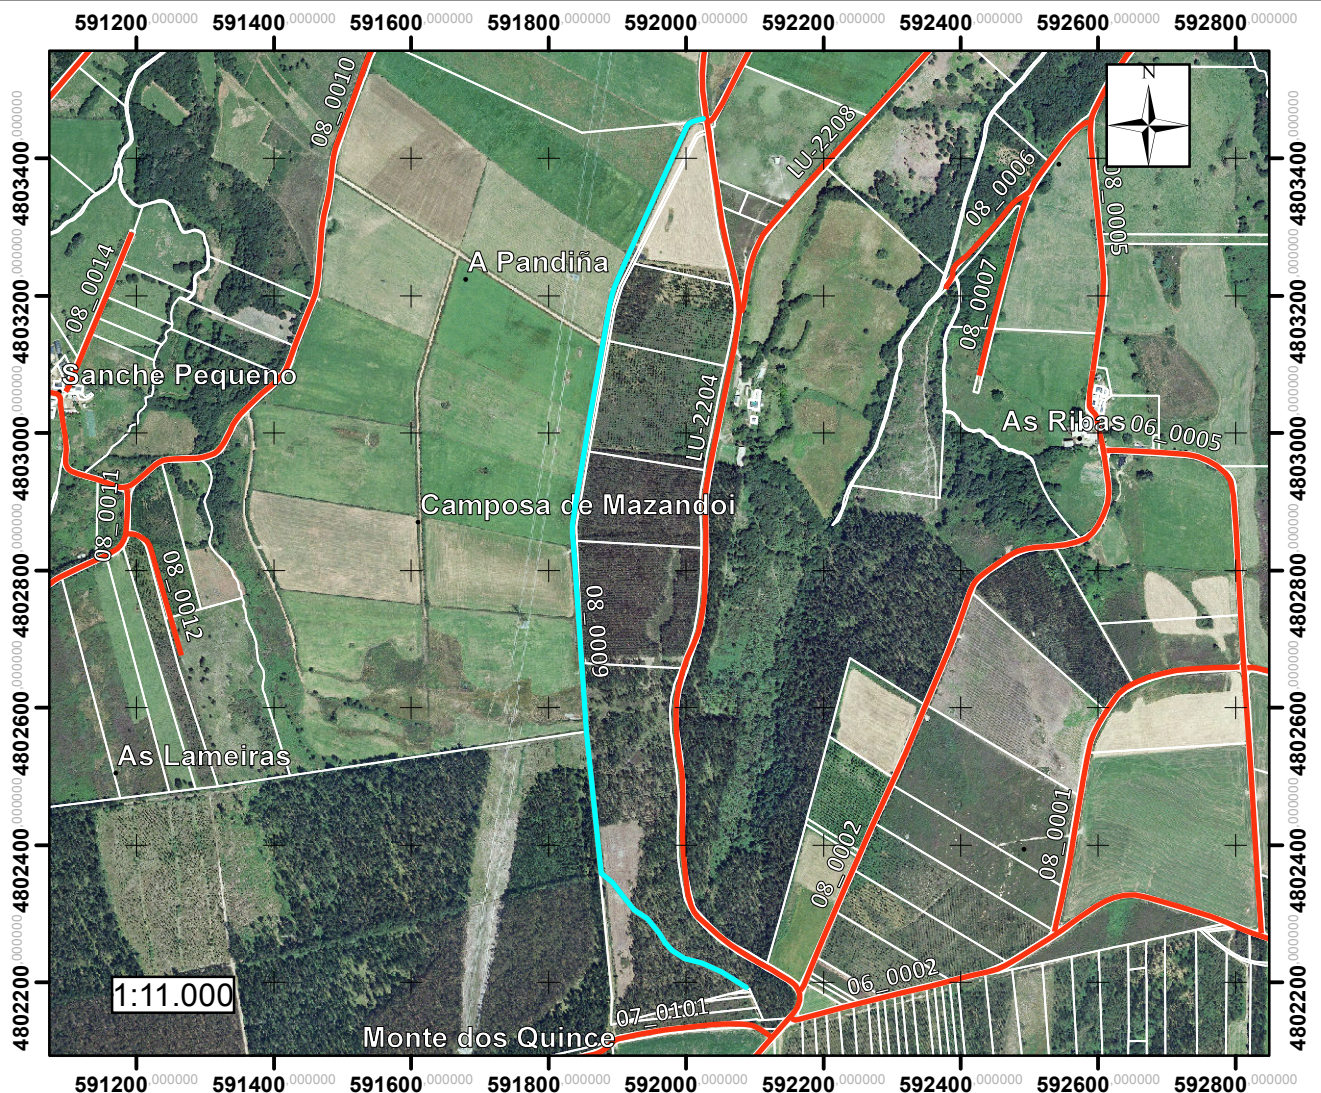 591200,000000 591400,000000 591600,000000 591800,000000 592000,000000 592200,000000 592400,000000 592600,000000 592800,000000
4803400,000000
4803200,000000
4803000,000000
4802800,000000
4802600,000000
4802400,000000
4802200,000000
N
08_0010
LU-2208
08_0006
08_0005
08_0014
A Pandiña
08_0007
Sanche Pequeno
LU-2204
As Ribas
06_0005
08_0011
Camposa de Mazandoi
08_0012
08_0009
As Lameiras
08_0001
08_0002
06_0002
1:11.000
07_0101
Monte dos Quince
4803400,000000
4803200,000000
4803000,000000
4802800,000000
4802600,000000
4802400,000000
4802200,000000
591200,000000 591400,000000 591600,000000 591800,000000 592000,000000 592200,000000 592400,000000 592600,000000 592800,000000